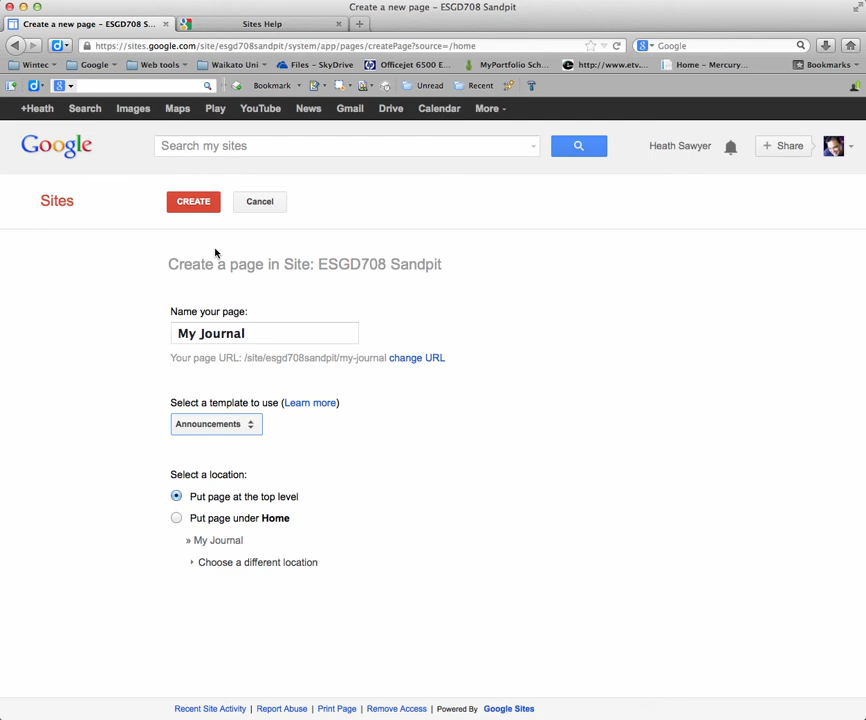 Create a new page - ESGD708 Sandpit
Create a new page – ESGD708 S...
Sites Help
https://sites.google.com/site/esgd708sandpit/system/app/pages/createPage?source=/home
Google
Wintec Google Web tools Waikato Uni Files - SkyDrive Officejet 6500 E... MyPortfolio Sch... http://www.etv.... Home - Mercury... Bookmarks
Bookmark Unread Recent
+Heath Search Images Maps Play YouTube News Gmail Drive Calendar More
Google Search my sites Heath Sawyer + Share
Sites CREATE Cancel
Create a page in Site: ESGD708 Sandpit
Name your page:
My Journal
Your page URL: /site/esgd708sandpit/my-journal change URL
Select a template to use (Learn more)
Announcements
Select a location:
Put page at the top level
Put page under Home
» My Journal
Choose a different location
Recent Site Activity | Report Abuse | Print Page | Remove Access | Powered By Google Sites